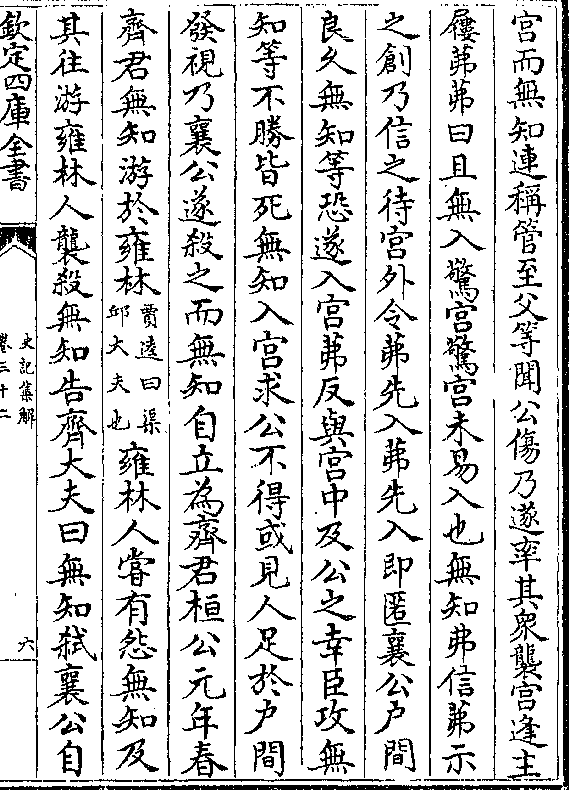 宮而無知連稱管至父等聞公傷乃遂率其衆襲宮逢主
屨茀茀曰且無入驚宮驚宮未易入也無知弗信茀示
之創乃信之待宮外令茀先入茀先入即匿襄公戶間
良久無知等恐遂入宮茀反與宮中及公之幸臣攻無
知等不勝皆死無知入宮求公不得或見人足於戶間
發視乃襄公遂殺之而無知自立為齊君桓公元年春
齊君無知游於雍林賈逵曰渠邱大夫也雍林人嘗有怨無知及
其往游雍林人襲殺無知告齊大夫曰無知弒襄公自
欽定四庫全書
史記集解
卷三十二
六